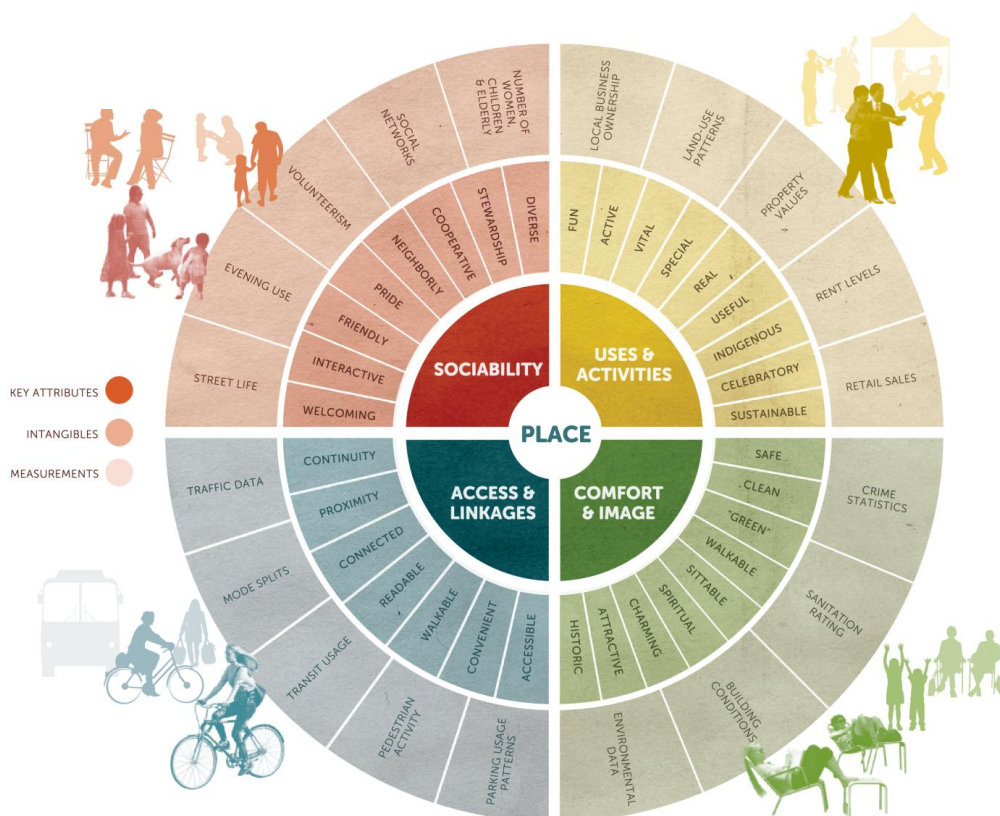 KEY ATTRIBUTES
INTANGIBLES
MEASUREMENTS
PLACE
SOCIABILITY
WELCOMING
INTERACTIVE
FRIENDLY
PRIDE
NEIGHBORLY
COOPERATIVE
STEWARDSHIP
DIVERSE
STREET LIFE
EVENING USE
VOLUNTEERISM
SOCIAL
NETWORKS
NUMBER OF
WOMEN,
CHILDREN
& ELDERLY
USES &
ACTIVITIES
FUN
ACTIVE
VITAL
SPECIAL
REAL
USEFUL
INDIGENOUS
CELEBRATORY
SUSTAINABLE
LOCAL BUSINESS
OWNERSHIP
LAND-USE
PATTERNS
PROPERTY
VALUES
RENT LEVELS
RETAIL SALES
COMFORT
& IMAGE
SAFE
CLEAN
"GREEN"
WALKABLE
SITTABLE
SPIRITUAL
CHARMING
ATTRACTIVE
HISTORIC
CRIME
STATISTICS
SANITATION
RATING
BUILDING
CONDITIONS
ENVIRONMENTAL
DATA
ACCESS &
LINKAGES
CONTINUITY
PROXIMITY
CONNECTED
READABLE
WALKABLE
CONVENIENT
ACCESSIBLE
TRAFFIC DATA
MODE SPLITS
TRANSIT USAGE
PEDESTRIAN
ACTIVITY
PARKING USAGE
PATTERNS